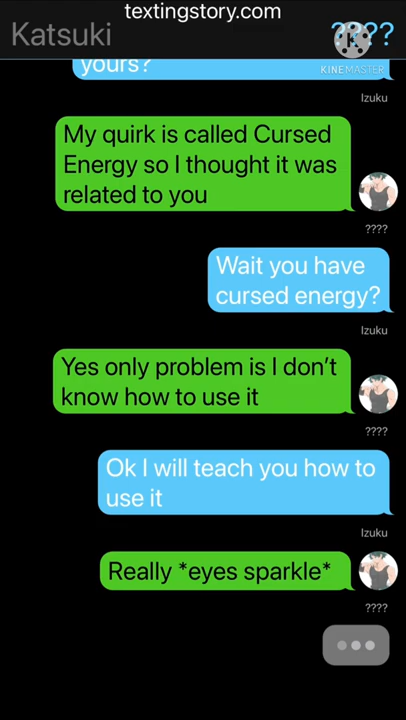 textingstory.com
Katsuki
????
KINEMASTER
yours?
Izuku
My quirk is called Cursed
Energy so I thought it was
related to you
????
Wait you have
cursed energy?
Izuku
Yes only problem is I don’t
know how to use it
????
Ok I will teach you how to
use it
Izuku
Really *eyes sparkle*
????